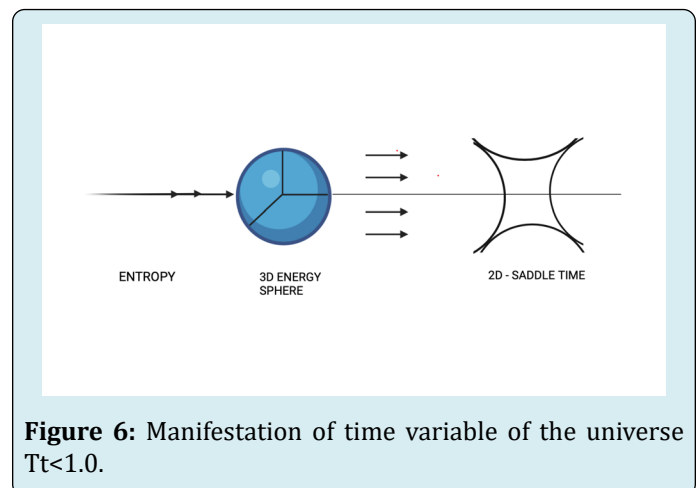 ENTROPY
3D ENERGY
SPHERE
2D - SADDLE TIME
Figure 6: Manifestation of time variable of the universe
Tt<1.0.